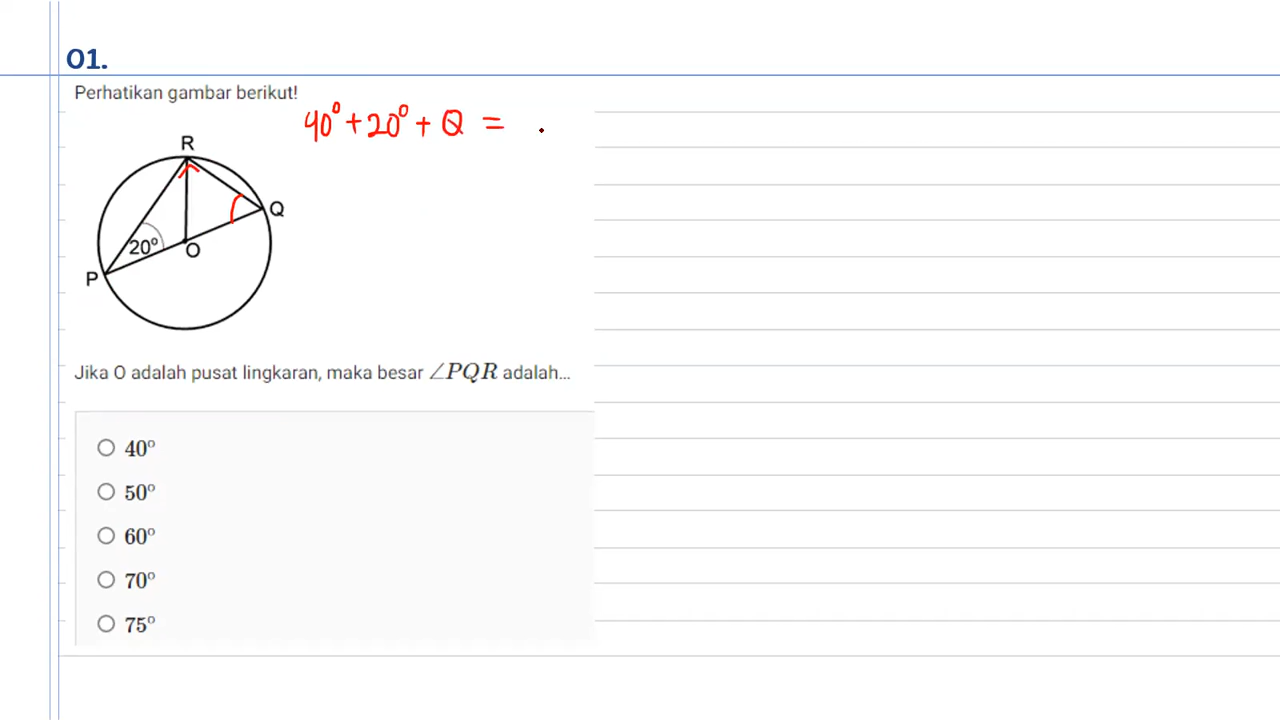 01.
Perhatikan gambar berikut!
40° + 20° + Q =
R
Q
20°
O
P
Jika O adalah pusat lingkaran, maka besar ∠PQR adalah...
40°
50°
60°
70°
75°